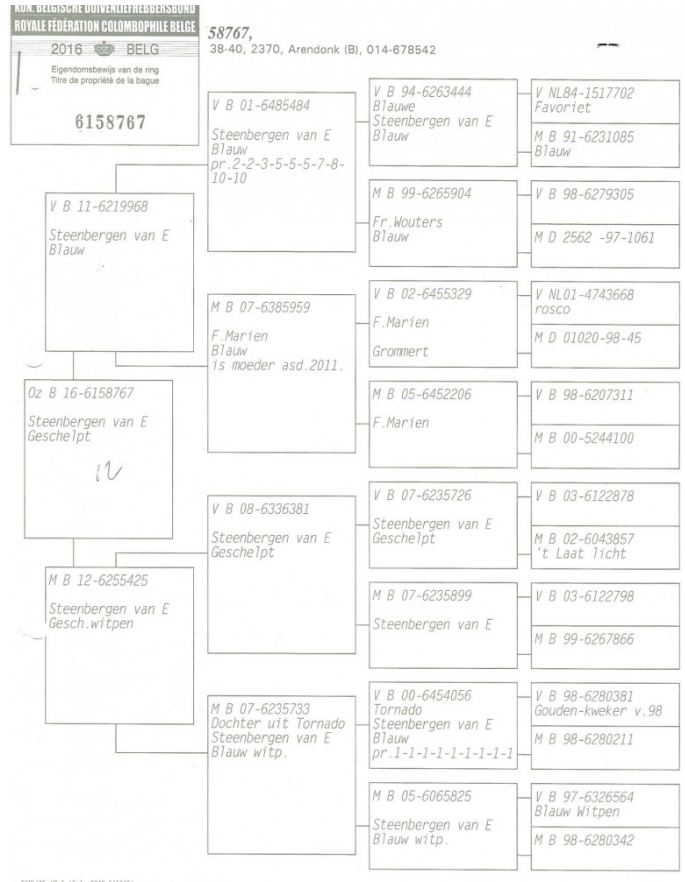 KON. BELGISCHE DUIVENLIEFHEBBERSBOND
ROYALE FÉDÉRATION COLOMBOPHILE BELGE
2016 BELG
Eigendomsbewijs van de ring
Titre de propriété de la bague
6158767
58767,
38-40, 2370, Arendonk (B), 014-678542
V B 11-6219968
Steenbergen van E
Blauw
Oz B 16-6158767
Steenbergen van E
Geschelpt
M B 12-6255425
Steenbergen van E
Gesch.witpen
V B 01-6485484
Steenbergen van E
Blauw
pr.2-2-3-5-5-5-7-8-
10-10
M B 07-6385959
F.Marien
Blauw
is moeder asd.2011.
V B 08-6336381
Steenbergen van E
Geschelpt
M B 07-6235733
Dochter uit Tornado
Steenbergen van E
Blauw witp.
V B 94-6263444
Blauwe
Steenbergen van E
Blauw
M B 99-6265904
Fr.Wouters
Blauw
V B 02-6455329
F.Marien
Grommert
M B 05-6452206
F.Marien
V B 07-6235726
Steenbergen van E
Geschelpt
M B 07-6235899
Steenbergen van E
V B 00-6454056
Tornado
Steenbergen van E
Blauw
pr.1-1-1-1-1-1-1-1-1
M B 05-6065825
Steenbergen van E
Blauw witp.
V NL84-1517702
Favoriet
M B 91-6231085
Blauw
V B 98-6279305
M D 2562 -97-1061
V NL01-4743668
rosco
M D 01020-98-45
V B 98-6207311
M B 00-5244100
V B 03-6122878
M B 02-6043857
't Laat licht
V B 03-6122798
M B 99-6267866
V B 98-6280381
Gouden-kweker v.98
M B 98-6280211
V B 97-6326564
Blauw Witpen
M B 98-6280342